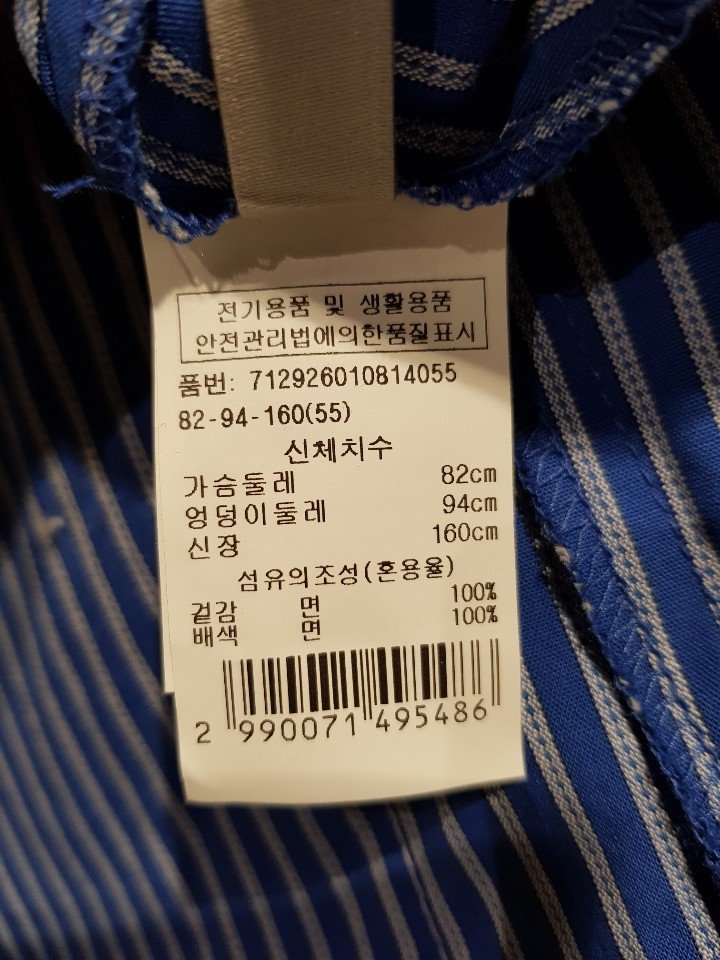 전기용품 및 생활용품
안전관리법에의한품질표시
품번: 712926010814055
82-94-160(55)
신체치수
가슴둘레 82cm
엉덩이둘레 94cm
신장 160cm
섬유의조성(혼용율)
겉감 면 100%
배색 면 100%
2 990071 495486